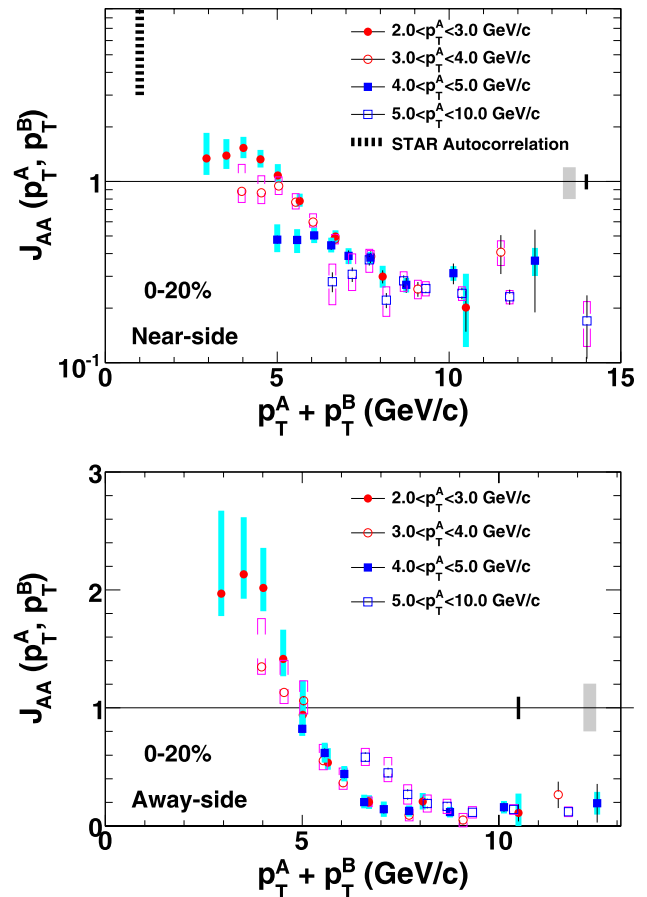 2.0<p_T^A<3.0 GeV/c
3.0<p_T^A<4.0 GeV/c
4.0<p_T^A<5.0 GeV/c
5.0<p_T^A<10.0 GeV/c
STAR Autocorrelation
J_AA (p_T^A, p_T^B)
1
10^-1
0-20%
Near-side
0 5 10 15
p_T^A + p_T^B (GeV/c)
3
2.0<p_T^A<3.0 GeV/c
3.0<p_T^A<4.0 GeV/c
4.0<p_T^A<5.0 GeV/c
5.0<p_T^A<10.0 GeV/c
2
J_AA (p_T^A, p_T^B)
1
0-20%
Away-side
0
0 5 10
p_T^A + p_T^B (GeV/c)